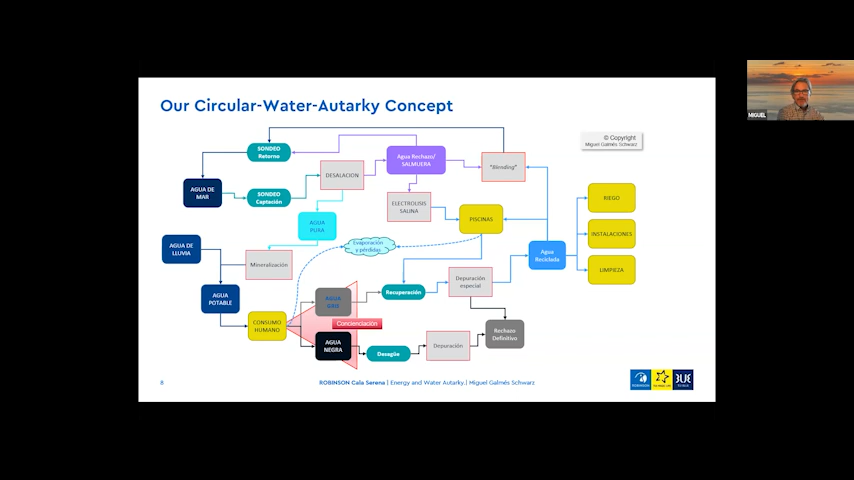 MIGUEL
Our Circular-Water-Autarky Concept
© Copyright
Miguel Galmés Schwarz
SONDEO
Retorno
Agua Rechazo/
SALMUERA
"Blending"
DESALACION
AGUA DE
MAR
SONDEO
Captación
ELECTROLISIS
SALINA
RIEGO
AGUA
PURA
PISCINAS
INSTALACIONES
AGUA DE
LLUVIA
Evaporación
y pérdidas
Agua
Reciclada
Mineralización
LIMPIEZA
AGUA
POTABLE
AGUA
GRIS
Recuperación
Depuración
especial
CONSUMO
HUMANO
Concienciación
Rechazo
Definitivo
AGUA
NEGRA
Desagüe
Depuración
8
ROBINSON Cala Serena | Energy and Water Autarky.| Miguel Galmés Schwarz
ROBINSON